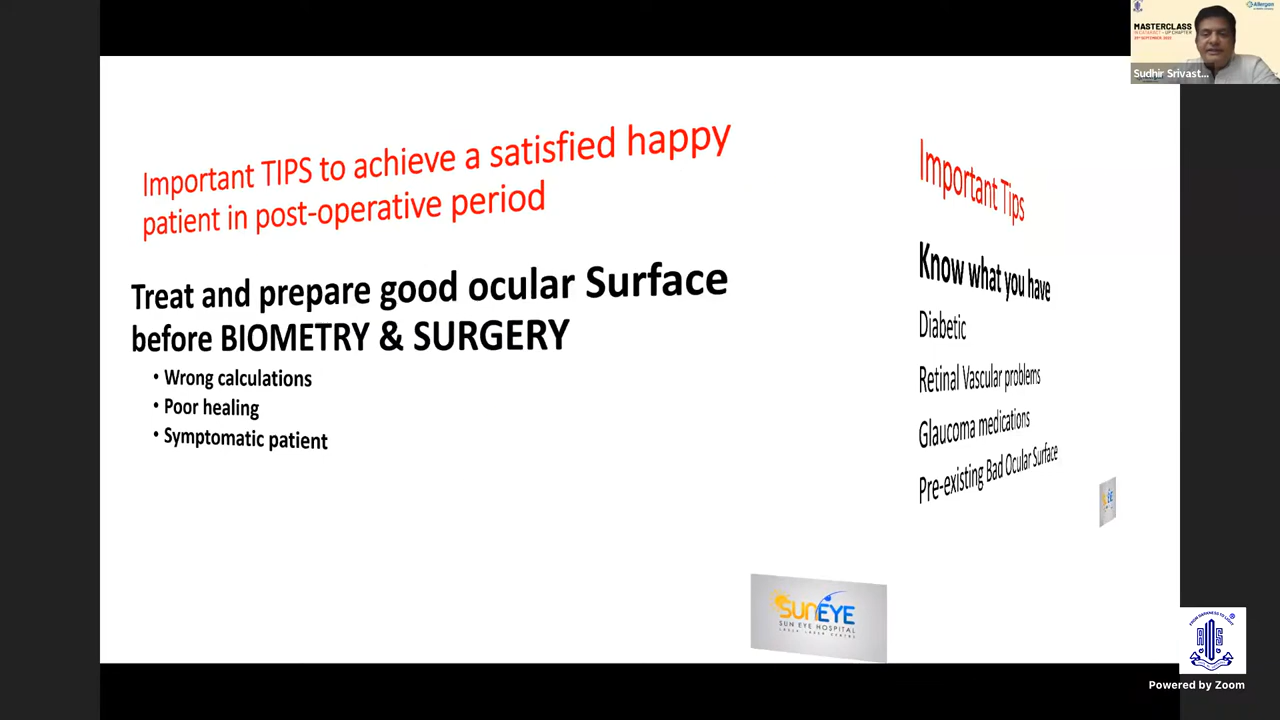 Important TIPS to achieve a satisfied happy
patient in post-operative period
Treat and prepare good ocular Surface
before BIOMETRY & SURGERY
• Wrong calculations
• Poor healing
• Symptomatic patient
Important Tips
Know what you have
Diabetic
Retinal Vascular problems
Glaucoma medications
Pre-existing Bad Ocular Surface
SUNEYE
SUN EYE HOSPITAL
MASTERCLASS
Allergan
Sudhir Srivast...
Powered by Zoom